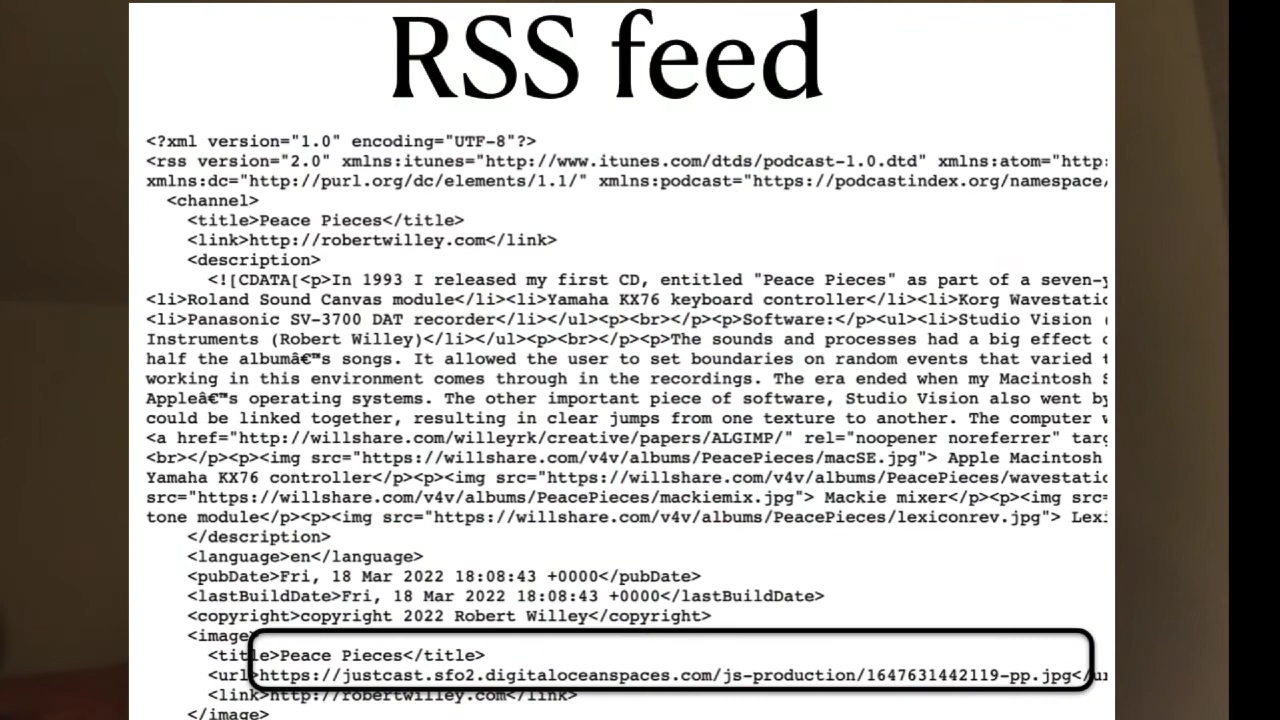 RSS feed
<?xml version="1.0" encoding="UTF-8"?>
<rss version="2.0" xmlns:itunes="http://www.itunes.com/dtds/podcast-1.0.dtd" xmlns:atom="http:
xmlns:dc="http://purl.org/dc/elements/1.1/" xmlns:podcast="https://podcastindex.org/namespace/
<channel>
<title>Peace Pieces</title>
<link>http://robertwilley.com</link>
<description>
<![CDATA[<p>In 1993 I released my first CD, entitled "Peace Pieces" as part of a seven-y
<li>Roland Sound Canvas module</li><li>Yamaha KX76 keyboard controller</li><li>Korg Wavestatio
<li>Panasonic SV-3700 DAT recorder</li></ul><p><br></p><p>Software:</p><ul><li>Studio Vision
Instruments (Robert Willey)</li></ul><p><br></p><p>The sounds and processes had a big effect
half the albumâ€™s songs. It allowed the user to set boundaries on random events that varied
working in this environment comes through in the recordings. The era ended when my Macintosh
Appleâ€™s operating systems. The other important piece of software, Studio Vision also went by
could be linked together, resulting in clear jumps from one texture to another. The computer
<a href="http://willshare.com/willeyrk/creative/papers/ALGIMP/" rel="noopener noreferrer" targ
<br></p><p><img src="https://willshare.com/v4v/albums/PeacePieces/macSE.jpg"> Apple Macintosh
Yamaha KX76 controller</p><p><img src="https://willshare.com/v4v/albums/PeacePieces/wavestatio
src="https://willshare.com/v4v/albums/PeacePieces/mackiemix.jpg"> Mackie mixer</p><p><img src=
tone module</p><p><img src="https://willshare.com/v4v/albums/PeacePieces/lexiconrev.jpg"> Lexi
</description>
<language>en</language>
<pubDate>Fri, 18 Mar 2022 18:08:43 +0000</pubDate>
<lastBuildDate>Fri, 18 Mar 2022 18:08:43 +0000</lastBuildDate>
<copyright>copyright 2022 Robert Willey</copyright>
<image>
<title>Peace Pieces</title>
<url>https://justcast.sfo2.digitaloceanspaces.com/js-production/1647631442119-pp.jpg</ur
<link>http://robertwilley.com</link>
</image>